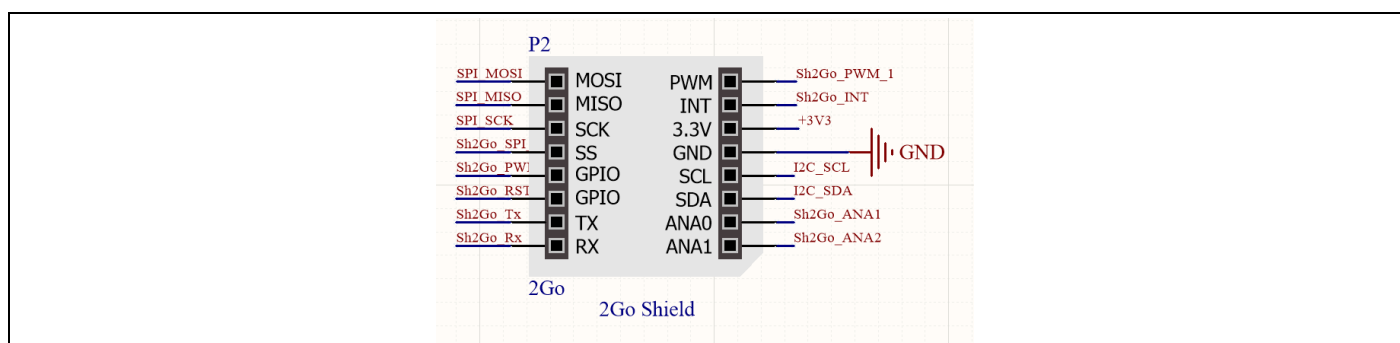 P2
SPI_MOSI MOSI PWM Sh2Go_PWM_1
SPI_MISO MISO INT Sh2Go_INT
SPI_SCK SCK 3.3V +3V3
Sh2Go_SPI SS GND GND
GPIO SCL I2C_SCL
Sh2Go_RST GPIO SDA I2C_SDA
Sh2Go_Tx TX ANA0 Sh2Go_ANA1
Sh2Go_Rx RX ANA1 Sh2Go_ANA2
2Go
2Go Shield